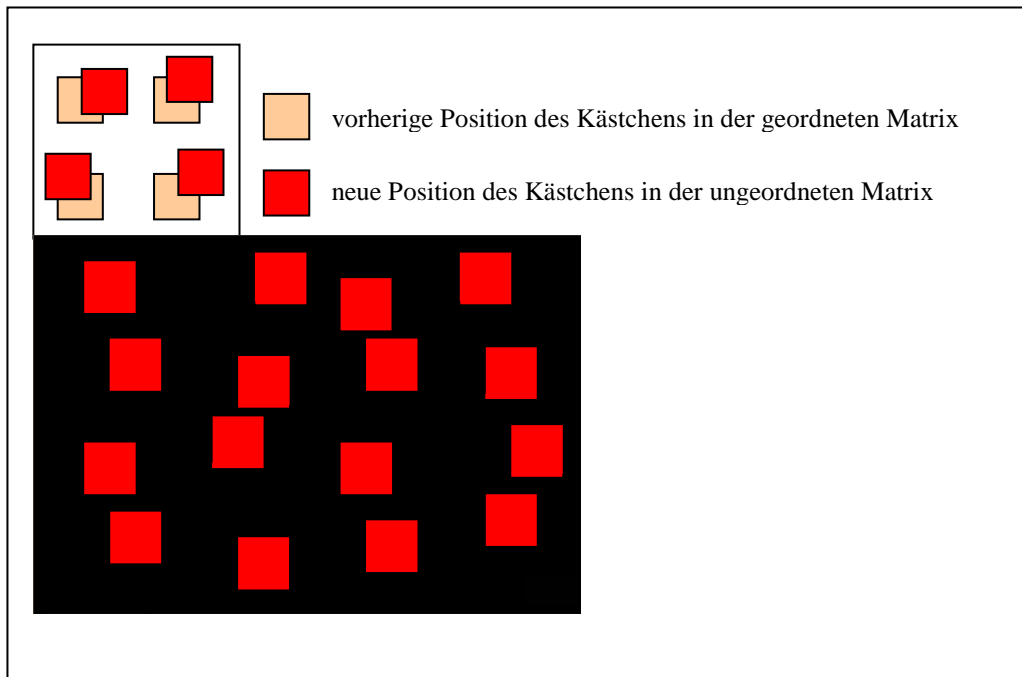 vorherige Position des Kästchens in der geordneten Matrix
neue Position des Kästchens in der ungeordneten Matrix